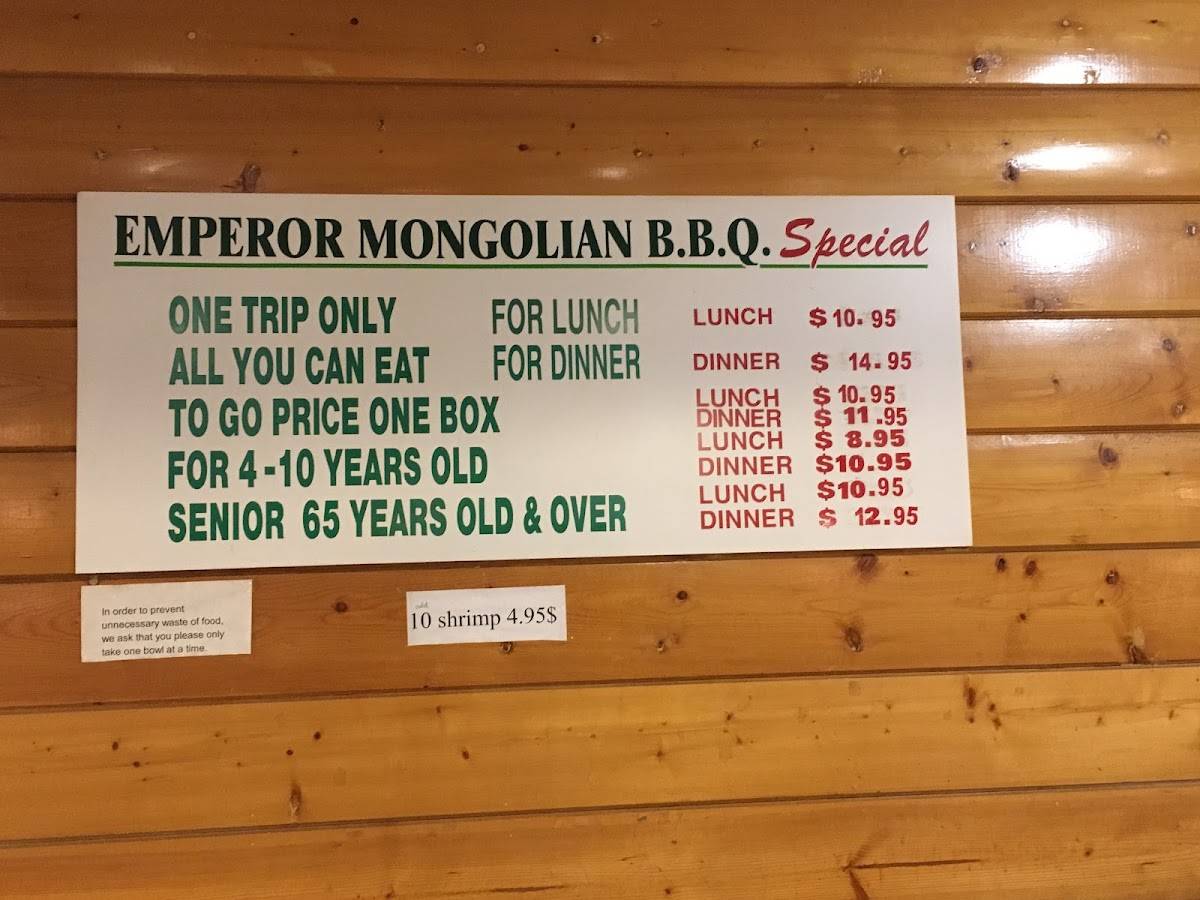 EMPEROR MONGOLIAN B.B.Q. Special
ONE TRIP ONLY FOR LUNCH LUNCH $ 10.95
ALL YOU CAN EAT FOR DINNER DINNER $ 14.95
TO GO PRICE ONE BOX LUNCH $ 10.95
DINNER $ 11.95
FOR 4-10 YEARS OLD LUNCH $ 8.95
DINNER $10.95
SENIOR 65 YEARS OLD & OVER LUNCH $10.95
DINNER $ 12.95
In order to prevent
unnecessary waste of food,
we ask that you please only
take one bowl at a time.
add
10 shrimp 4.95$